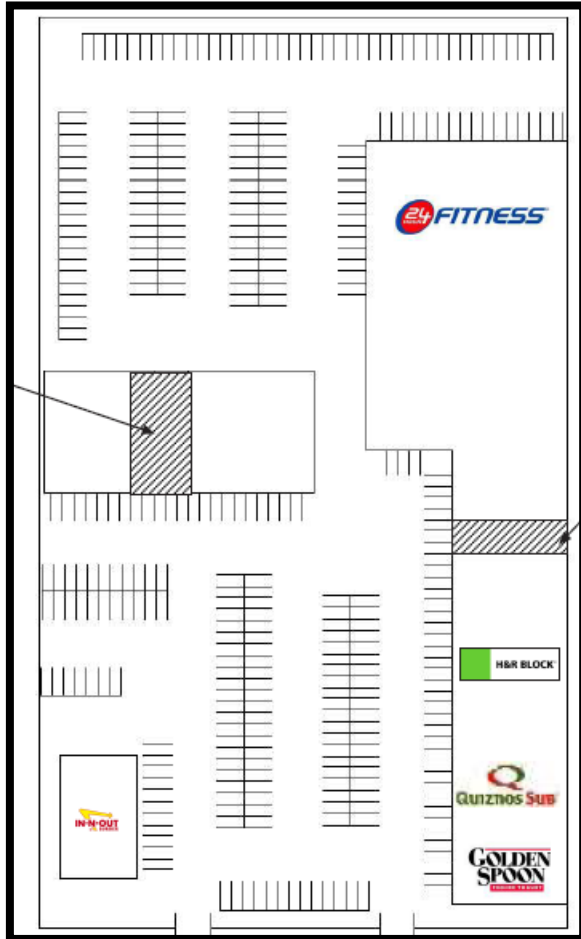 24
FITNESS
H&R BLOCK
QUIZNOS SUB
IN-N-OUT
GOLDEN
SPOON